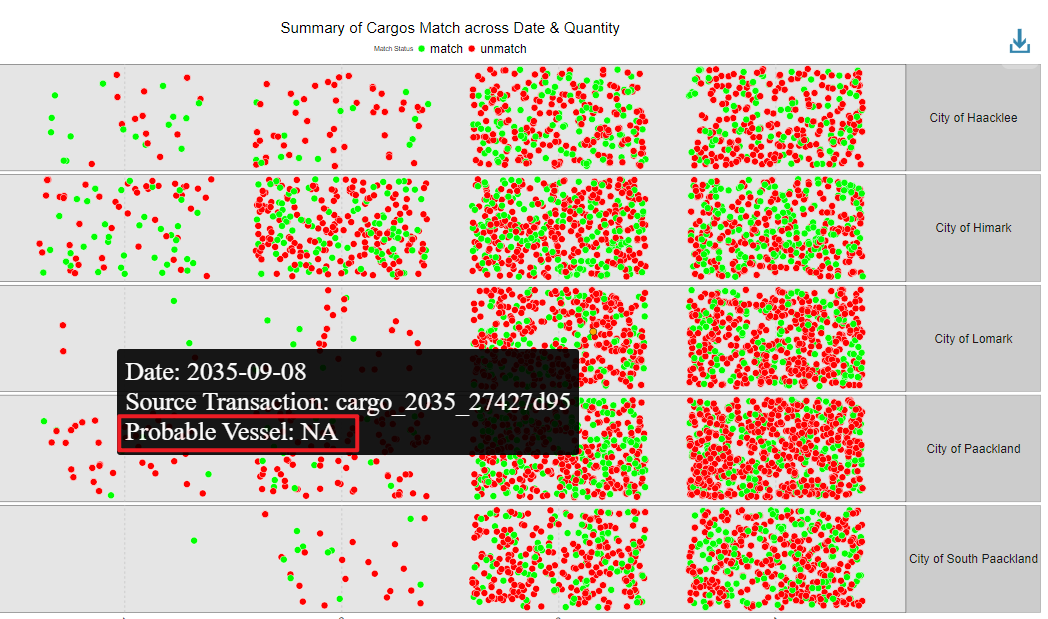 Summary of Cargos Match across Date & Quantity
Match Status match unmatch
City of Haacklee
City of Himark
City of Lomark
Date: 2035-09-08
Source Transaction: cargo_2035_27427d95
Probable Vessel: NA
City of Paackland
City of South Paackland